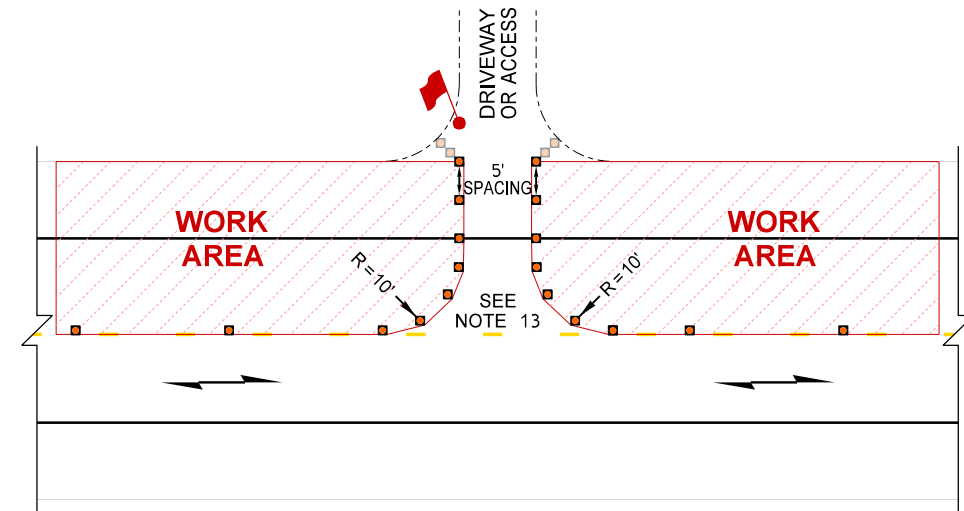 DRIVEWAY
OR ACCESS
5'
SPACING
WORK
AREA
WORK
AREA
R=10'
R=10'
SEE
NOTE 13